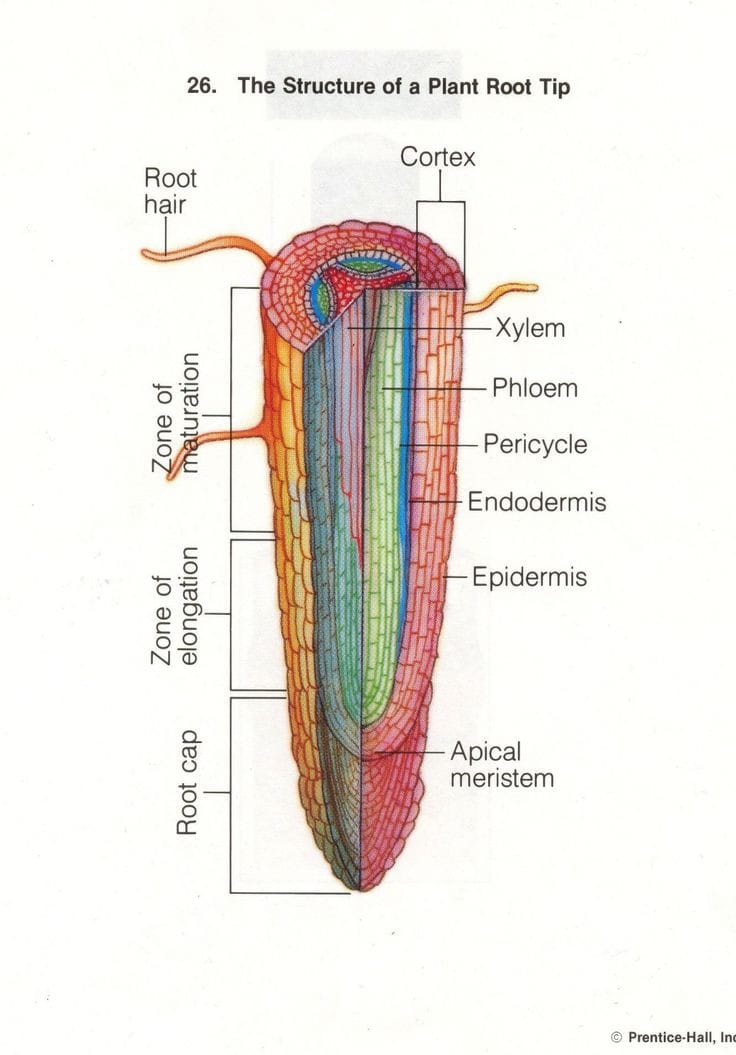 26. The Structure of a Plant Root Tip
Cortex
Root
hair
Xylem
Phloem
Pericycle
Endodermis
Epidermis
Apical
meristem
Zone of
maturation
Zone of
elongation
Root cap
© Prentice-Hall, Inc